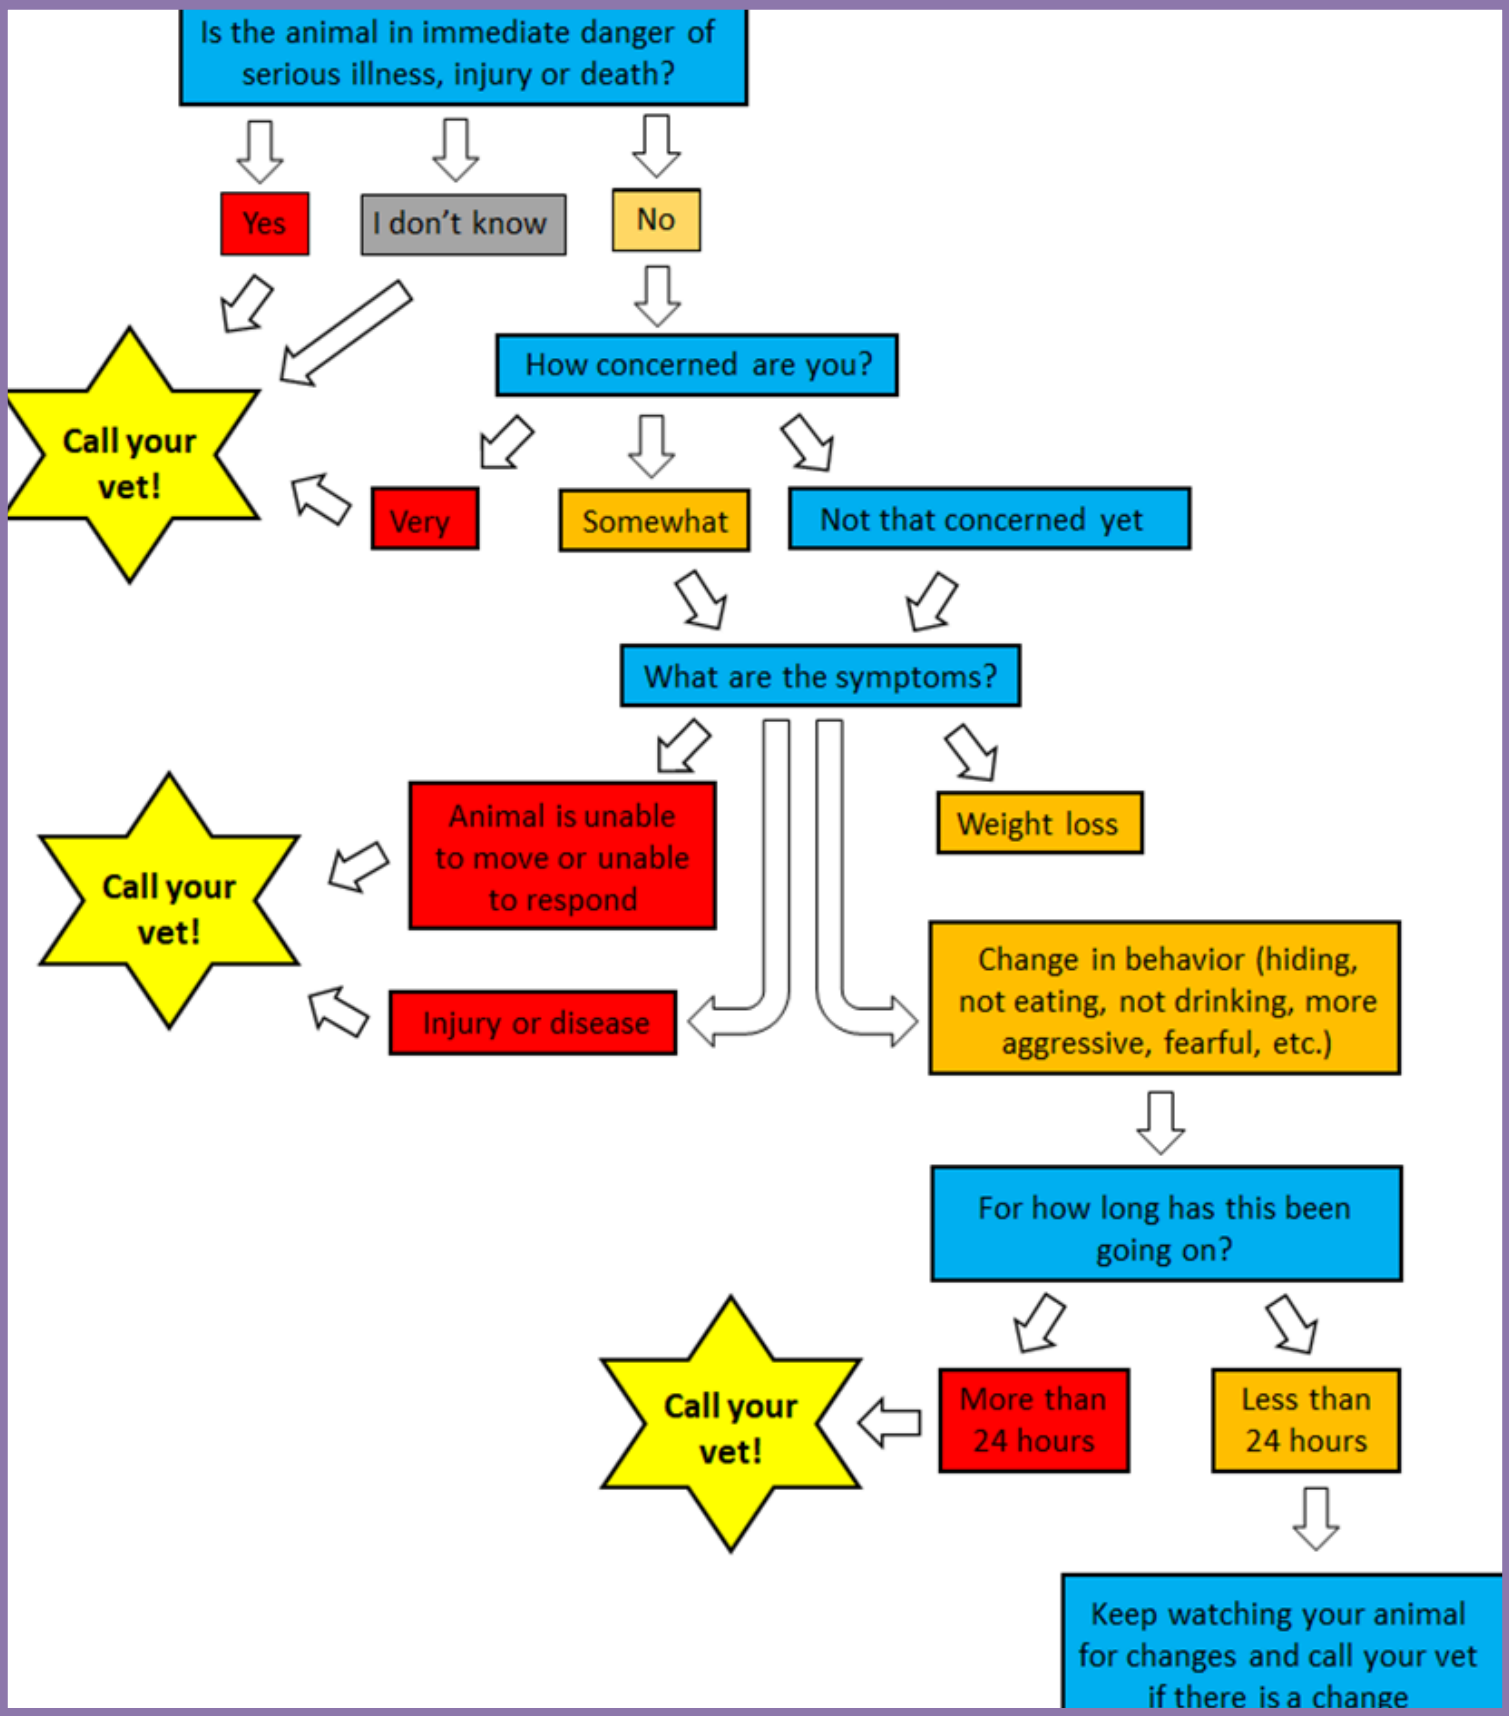 Is the animal in immediate danger of
serious illness, injury or death?
Yes
I don't know
No
How concerned are you?
Call your
vet!
Very
Somewhat
Not that concerned yet
What are the symptoms?
Animal is unable
to move or unable
to respond
Weight loss
Call your
vet!
Injury or disease
Change in behavior (hiding,
not eating, not drinking, more
aggressive, fearful, etc.)
For how long has this been
going on?
Call your
vet!
More than
24 hours
Less than
24 hours
Keep watching your animal
for changes and call your vet
if there is a change